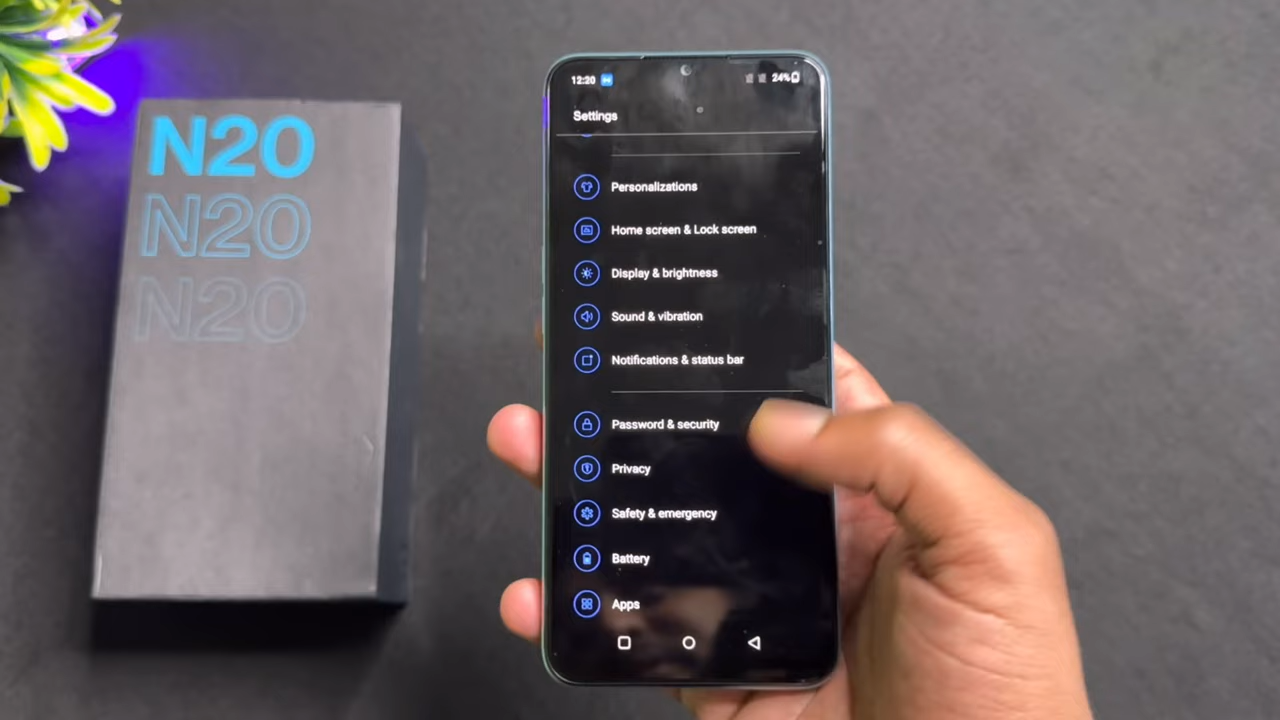 N20
N20
N20
12:20
24%
Settings
Personalizations
Home screen & Lock screen
Display & brightness
Sound & vibration
Notifications & status bar
Password & security
Privacy
Safety & emergency
Battery
Apps